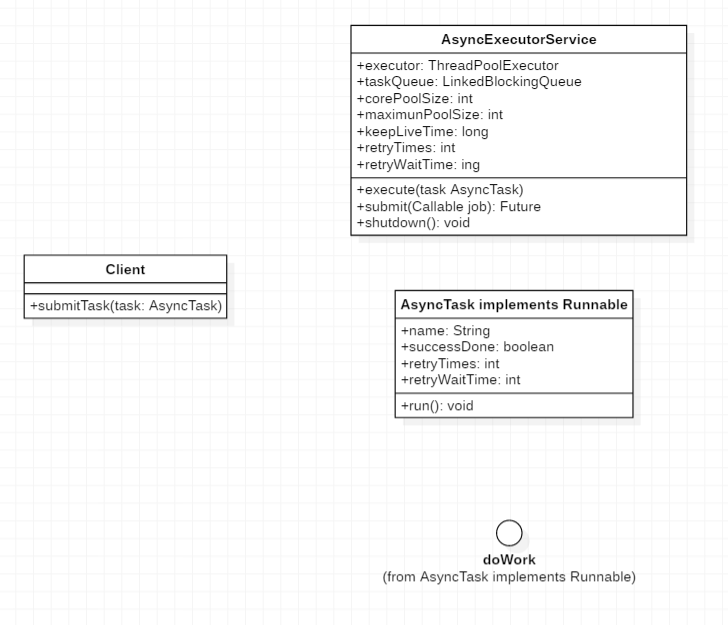 AsyncExecutorService
+executor: ThreadPoolExecutor
+taskQueue: LinkedBlockingQueue
+corePoolSize: int
+maximunPoolSize: int
+keepLiveTime: long
+retryTimes: int
+retryWaitTime: ing
+execute(task AsyncTask)
+submit(Callable job): Future
+shutdown(): void
Client
+submitTask(task: AsyncTask)
AsyncTask implements Runnable
+name: String
+successDone: boolean
+retryTimes: int
+retryWaitTime: int
+run(): void
doWork
(from AsyncTask implements Runnable)